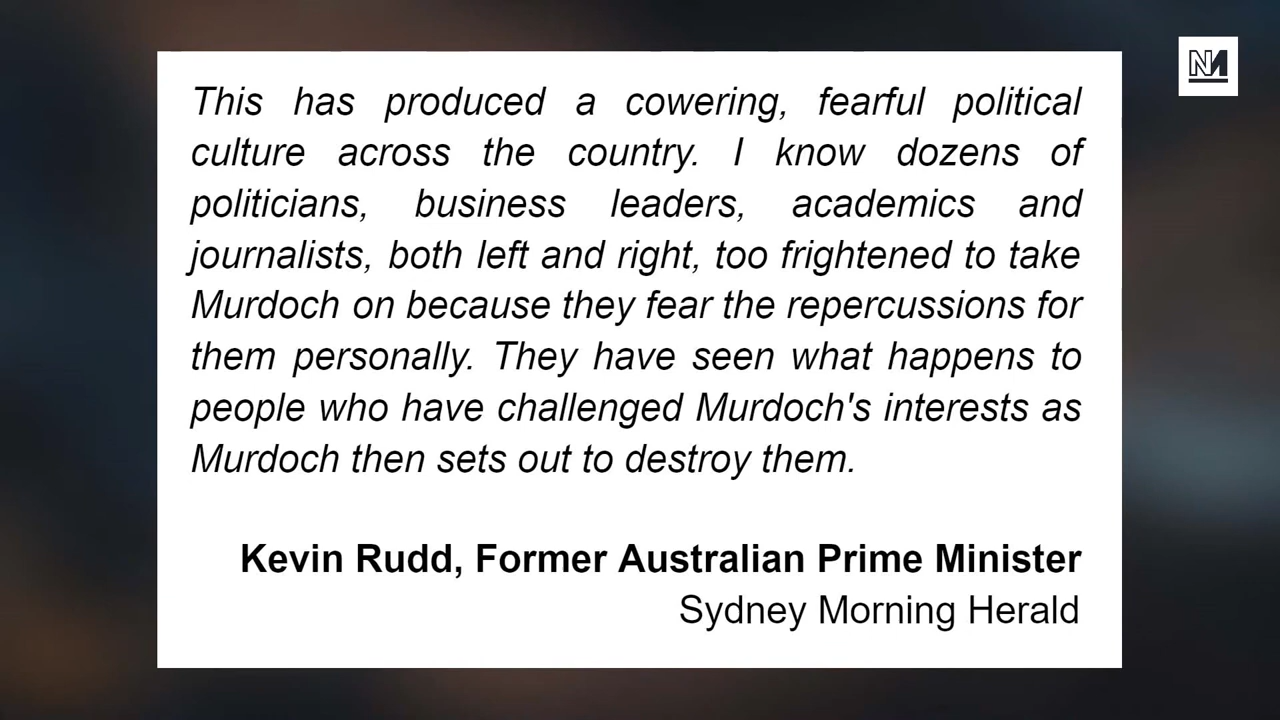 This has produced a cowering, fearful political
culture across the country. I know dozens of
politicians, business leaders, academics and
journalists, both left and right, too frightened to take
Murdoch on because they fear the repercussions for
them personally. They have seen what happens to
people who have challenged Murdoch's interests as
Murdoch then sets out to destroy them.
Kevin Rudd, Former Australian Prime Minister
Sydney Morning Herald
NM